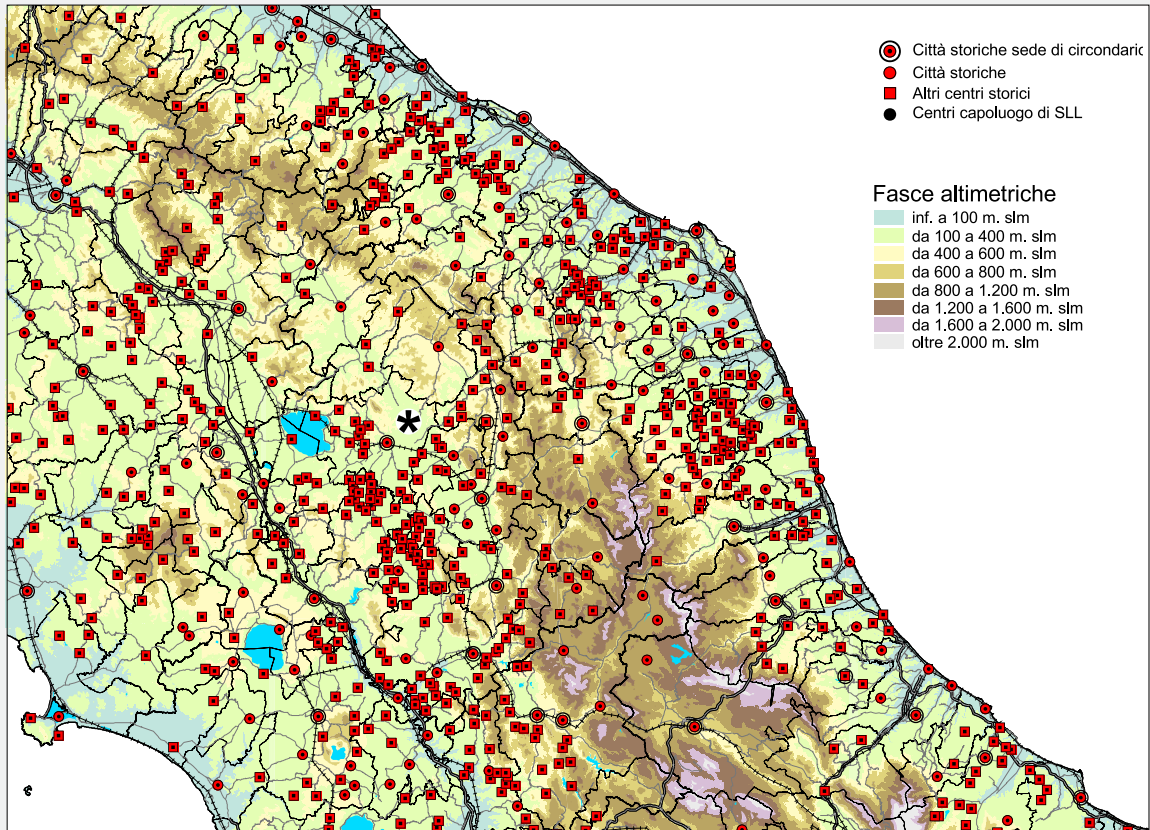 Città storiche sede di circondaric
Città storiche
Altri centri storici
Centri capoluogo di SLL
Fasce altimetriche
inf. a 100 m. slm
da 100 a 400 m. slm
da 400 a 600 m. slm
da 600 a 800 m. slm
da 800 a 1.200 m. slm
da 1.200 a 1.600 m. slm
da 1.600 a 2.000 m. slm
oltre 2.000 m. slm
*